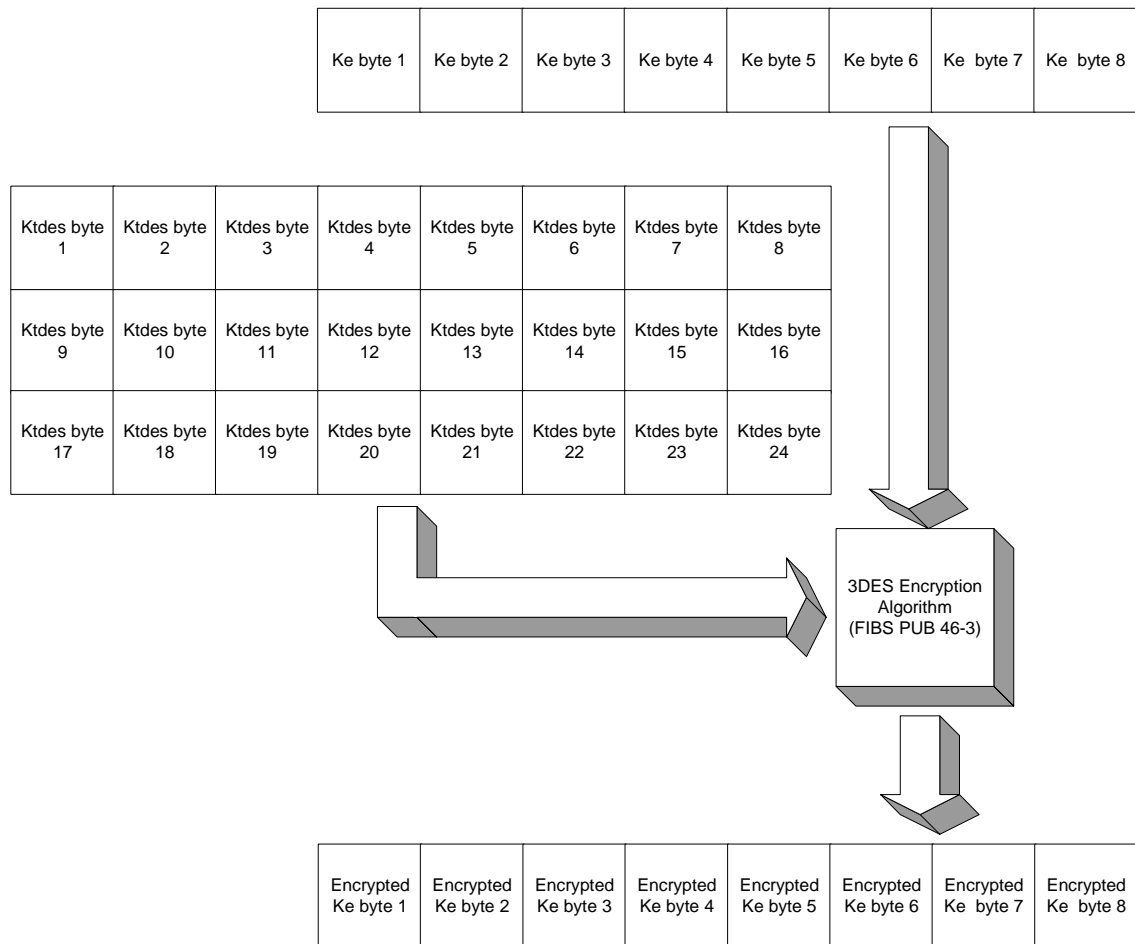 Ke byte 1 Ke byte 2 Ke byte 3 Ke byte 4 Ke byte 5 Ke byte 6 Ke byte 7 Ke byte 8
Ktdes byte 1
Ktdes byte 2
Ktdes byte 3
Ktdes byte 4
Ktdes byte 5
Ktdes byte 6
Ktdes byte 7
Ktdes byte 8
Ktdes byte 9
Ktdes byte 10
Ktdes byte 11
Ktdes byte 12
Ktdes byte 13
Ktdes byte 14
Ktdes byte 15
Ktdes byte 16
Ktdes byte 17
Ktdes byte 18
Ktdes byte 19
Ktdes byte 20
Ktdes byte 21
Ktdes byte 22
Ktdes byte 23
Ktdes byte 24
3DES Encryption
Algorithm
(FIBS PUB 46-3)
Encrypted
Ke byte 1
Encrypted
Ke byte 2
Encrypted
Ke byte 3
Encrypted
Ke byte 4
Encrypted
Ke byte 5
Encrypted
Ke byte 6
Encrypted
Ke byte 7
Encrypted
Ke byte 8